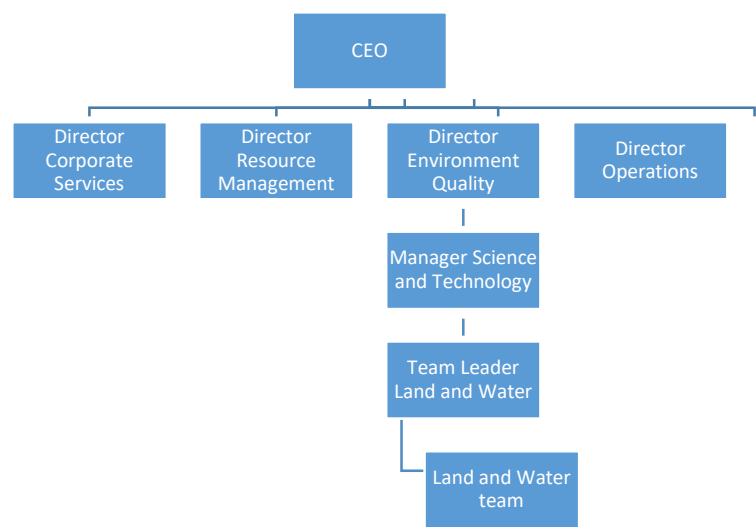 CEO
Director
Corporate
Services
Director
Resource
Management
Director
Environment
Quality
Director
Operations
Manager Science
and Technology
Team Leader
Land and Water
Land and Water
team